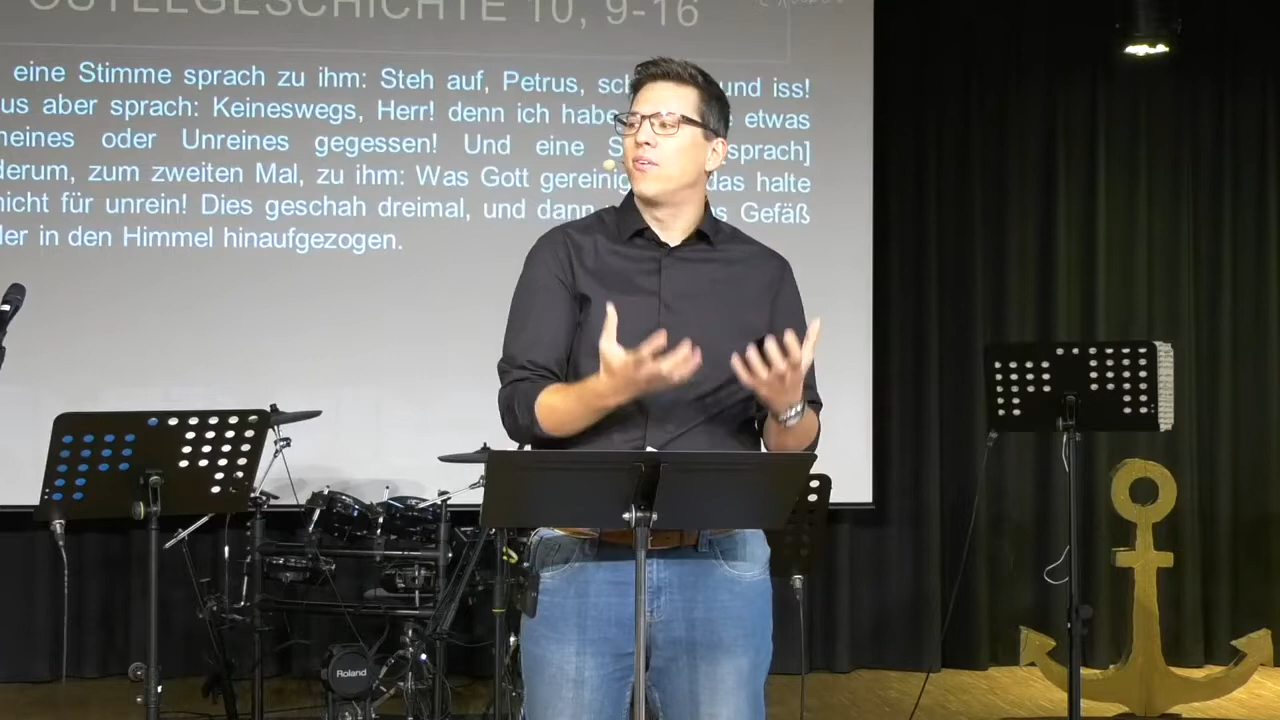 OSTELGESCHICHTE 10, 9-16
eine Stimme sprach zu ihm: Steh auf, Petrus, sch und iss!
us aber sprach: Keineswegs, Herr! denn ich habe e etwas
meines oder Unreines gegessen! Und eine S sprach]
derum, zum zweiten Mal, zu ihm: Was Gott gereinig das halte
nicht für unrein! Dies geschah dreimal, und dann s Gefäß
der in den Himmel hinaufgezogen.
Roland